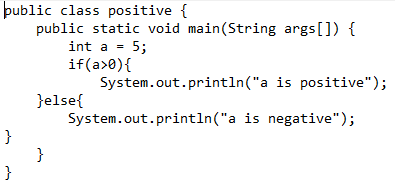 public class positive {
    public static void main(String args[]) {
        int a = 5;
        if(a>0){
            System.out.println("a is positive");
    }else{
        System.out.println("a is negative");
}
    }
}